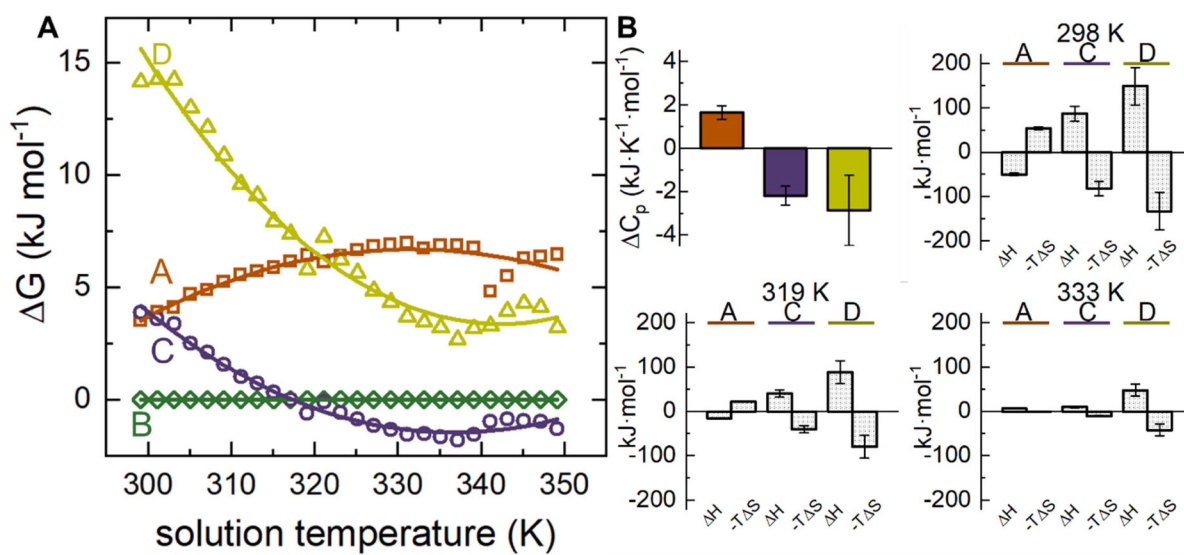 A
D
A
C
B
ΔG (kJ mol⁻¹)
15
10
5
0
300 310 320 330 340 350
solution temperature (K)
B
ΔCₚ (kJ·K⁻¹·mol⁻¹)
4
2
0
-2
-4
298 K
A C D
kJ·mol⁻¹
200
100
0
-100
-200
ΔH -TΔS ΔH -TΔS ΔH -TΔS
319 K
A C D
kJ·mol⁻¹
200
100
0
-100
-200
ΔH -TΔS ΔH -TΔS ΔH -TΔS
333 K
A C D
kJ·mol⁻¹
200
100
0
-100
-200
ΔH -TΔS ΔH -TΔS ΔH -TΔS